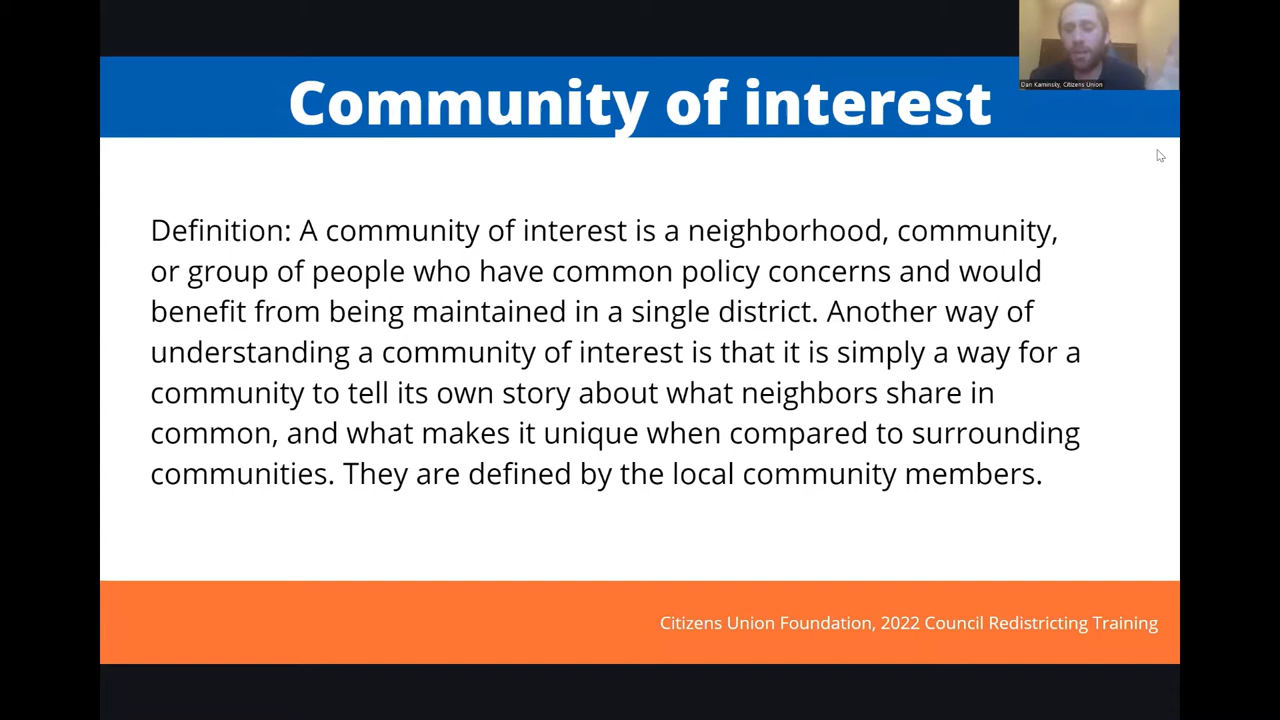 Dan Kaminsky, Citizens Union
Community of interest
Definition: A community of interest is a neighborhood, community,
or group of people who have common policy concerns and would
benefit from being maintained in a single district. Another way of
understanding a community of interest is that it is simply a way for a
community to tell its own story about what neighbors share in
common, and what makes it unique when compared to surrounding
communities. They are defined by the local community members.
Citizens Union Foundation, 2022 Council Redistricting Training